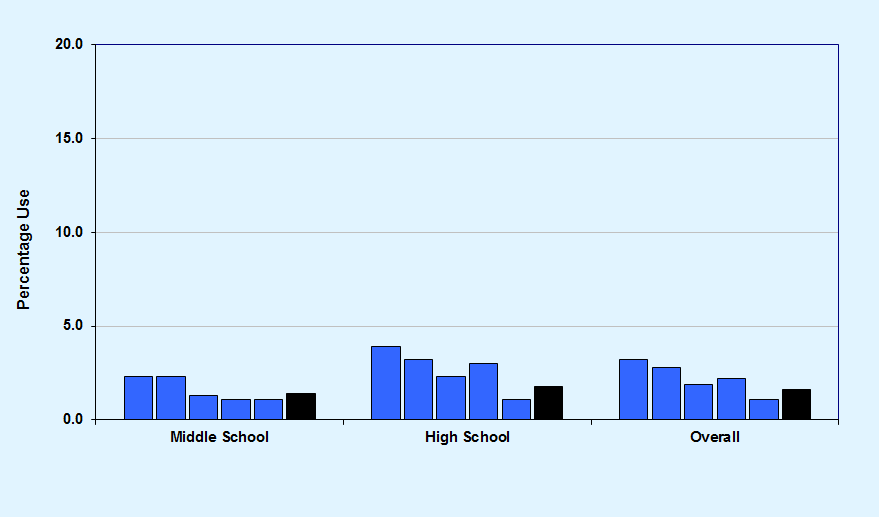 20.0
15.0
10.0
5.0
0.0
Percentage Use
Middle School
High School
Overall